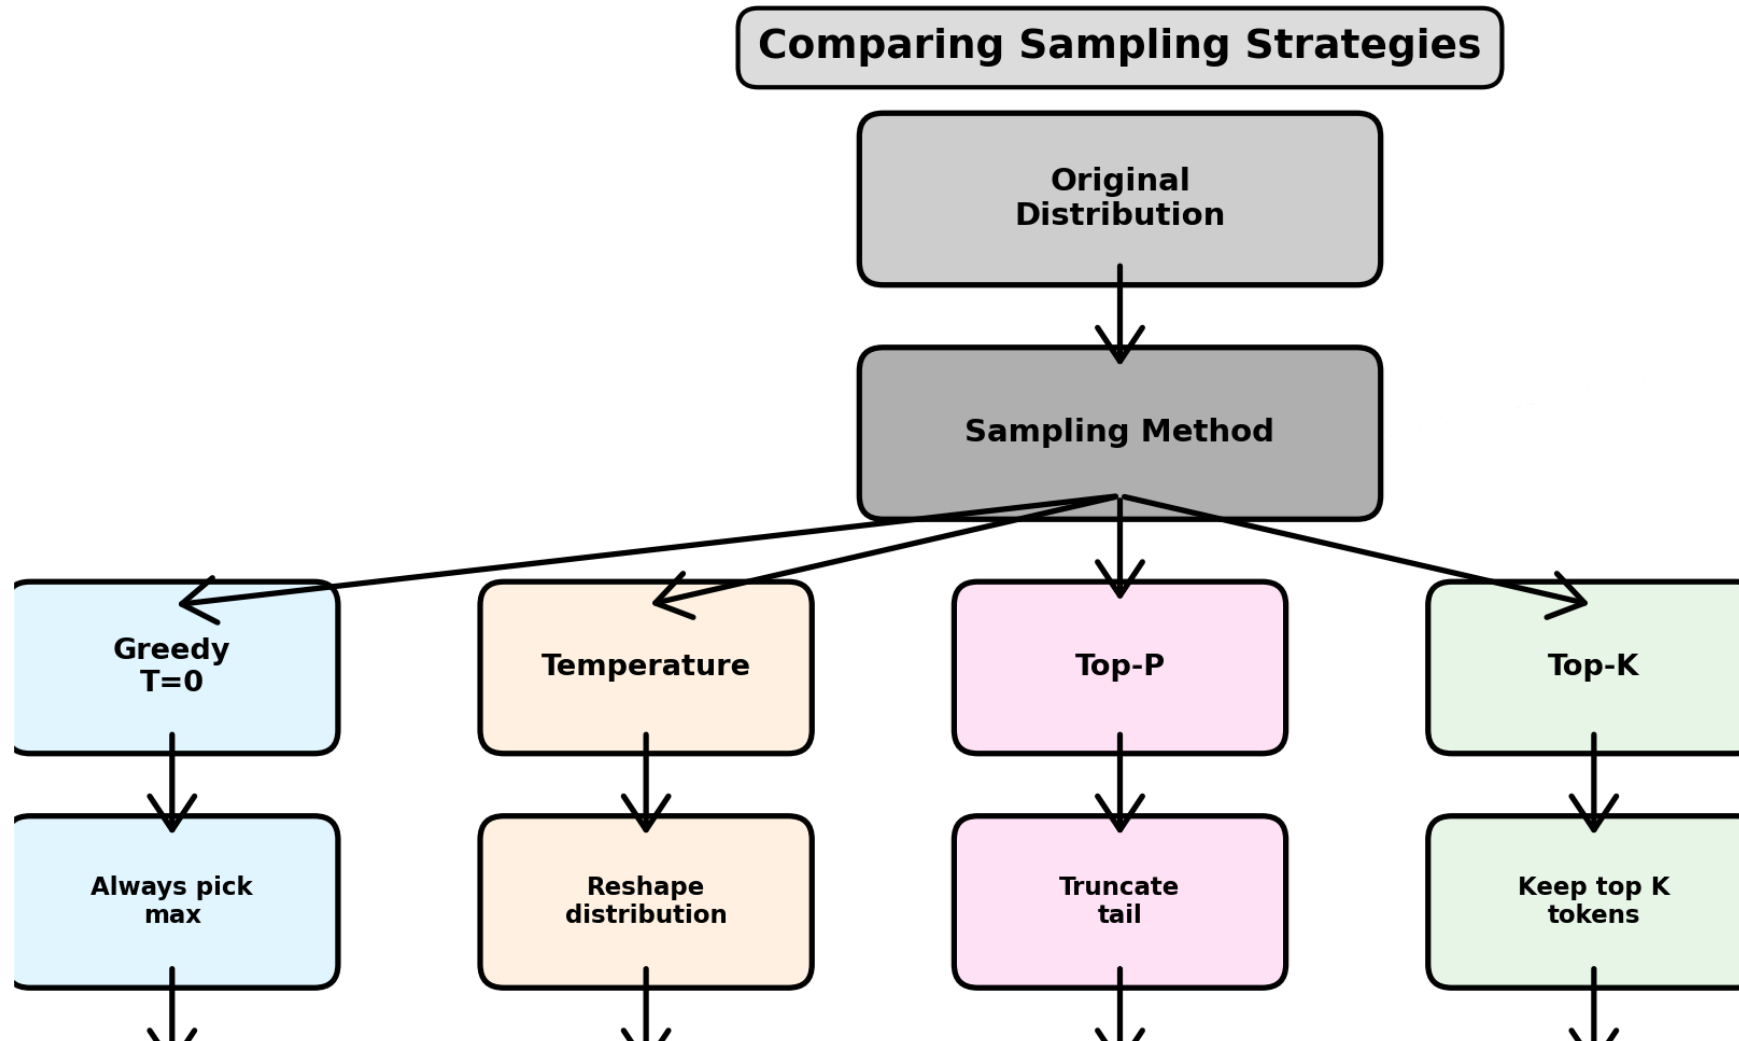 Comparing Sampling Strategies
Original
Distribution
Sampling Method
Greedy
T=0
Temperature
Top-P
Top-K
Always pick
max
Reshape
distribution
Truncate
tail
Keep top K
tokens